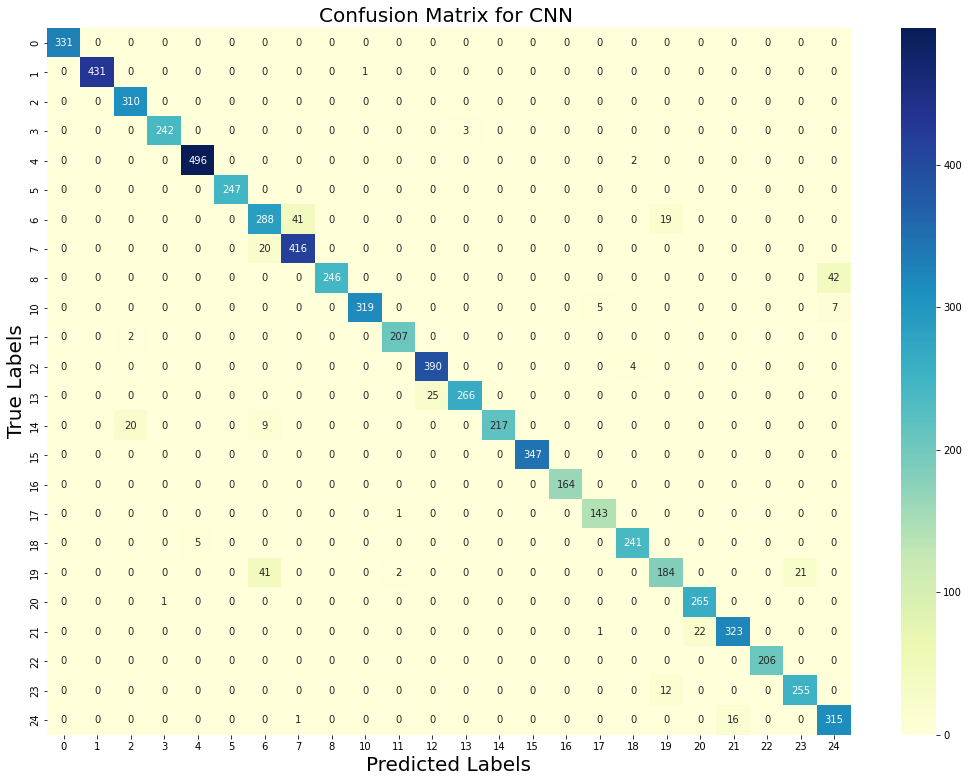 Confusion Matrix for CNN
True Labels
0 331 0 0 0 0 0 0 0 0 0 0 0 0 0 0 0 0 0 0 0 0 0 0 0
1 0 431 0 0 0 0 0 0 0 1 0 0 0 0 0 0 0 0 0 0 0 0 0 0
2 0 0 310 0 0 0 0 0 0 0 0 0 0 0 0 0 0 0 0 0 0 0 0 0
3 0 0 0 242 0 0 0 0 0 0 0 0 3 0 0 0 0 0 0 0 0 0 0 0
4 0 0 0 0 496 0 0 0 0 0 0 0 0 0 0 0 0 2 0 0 0 0 0 0
5 0 0 0 0 0 247 0 0 0 0 0 0 0 0 0 0 0 0 0 0 0 0 0 0
6 0 0 0 0 0 0 288 41 0 0 0 0 0 0 0 0 0 0 19 0 0 0 0 0
7 0 0 0 0 0 0 20 416 0 0 0 0 0 0 0 0 0 0 0 0 0 0 0 0
8 0 0 0 0 0 0 0 0 246 0 0 0 0 0 0 0 0 0 0 0 0 0 0 42
10 0 0 0 0 0 0 0 0 0 319 0 0 0 0 0 0 5 0 0 0 0 0 0 7
11 0 0 2 0 0 0 0 0 0 0 207 0 0 0 0 0 0 0 0 0 0 0 0 0
12 0 0 0 0 0 0 0 0 0 0 0 390 0 0 0 0 0 4 0 0 0 0 0 0
13 0 0 0 0 0 0 0 0 0 0 0 25 266 0 0 0 0 0 0 0 0 0 0 0
14 0 0 20 0 0 0 9 0 0 0 0 0 0 217 0 0 0 0 0 0 0 0 0 0
15 0 0 0 0 0 0 0 0 0 0 0 0 0 0 347 0 0 0 0 0 0 0 0 0
16 0 0 0 0 0 0 0 0 0 0 0 0 0 0 0 164 0 0 0 0 0 0 0 0
17 0 0 0 0 0 0 0 0 0 0 1 0 0 0 0 0 143 0 0 0 0 0 0 0
18 0 0 0 0 5 0 0 0 0 0 0 0 0 0 0 0 0 241 0 0 0 0 0 0
19 0 0 0 0 0 0 41 0 0 0 2 0 0 0 0 0 0 0 184 0 0 0 21 0
20 0 0 0 1 0 0 0 0 0 0 0 0 0 0 0 0 0 0 0 265 0 0 0 0
21 0 0 0 0 0 0 0 0 0 0 0 0 0 0 0 0 1 0 0 22 323 0 0 0
22 0 0 0 0 0 0 0 0 0 0 0 0 0 0 0 0 0 0 0 0 0 206 0 0
23 0 0 0 0 0 0 0 0 0 0 0 0 0 0 0 0 0 0 12 0 0 0 255 0
24 0 0 0 0 0 0 0 1 0 0 0 0 0 0 0 0 0 0 0 0 16 0 0 315
0 1 2 3 4 5 6 7 8 10 11 12 13 14 15 16 17 18 19 20 21 22 23 24
Predicted Labels
400
300
200
100
0